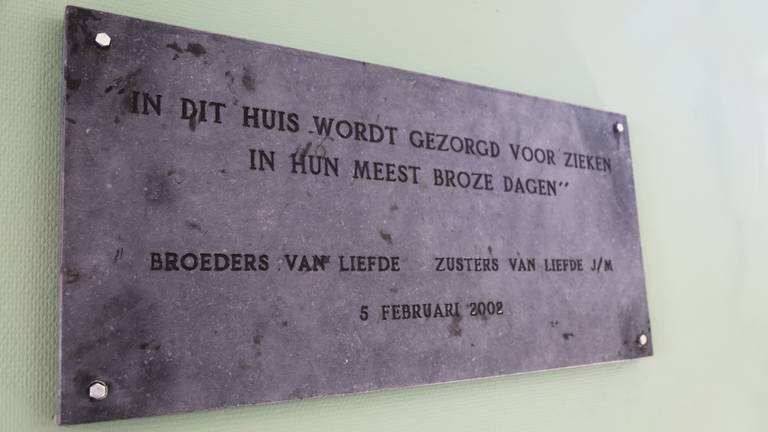 IN DIT HUIS WORDT GEZORGD VOOR ZIEKEN
IN HUN MEEST BROZE DAGEN’’
BROEDERS VAN LIEFDE ZUSTERS VAN LIEFDE J/M
5 FEBRUARI 2002